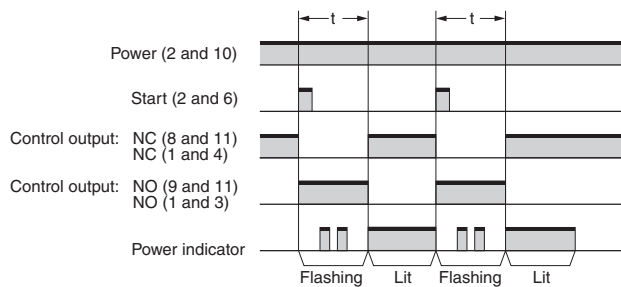 t t
Power (2 and 10)
Start (2 and 6)
Control output: NC (8 and 11)
NC (1 and 4)
Control output: NO (9 and 11)
NO (1 and 3)
Power indicator
Flashing Lit Flashing Lit